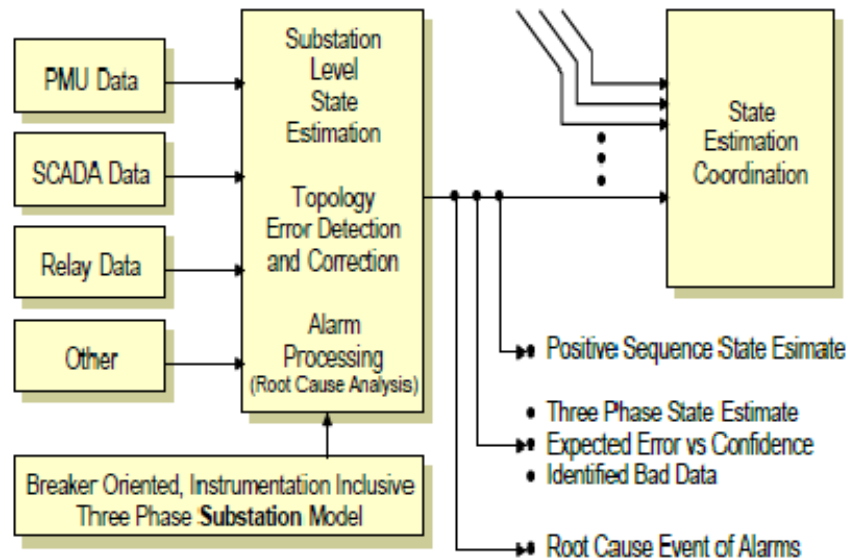 PMU Data
SCADA Data
Relay Data
Other
Substation
Level
State
Estimation
Topology
Error Detection
and Correction
Alarm
Processing
(Root Cause Analysis)
Breaker Oriented, Instrumentation Inclusive
Three Phase Substation Model
State
Estimation
Coordination
• Positive Sequence State Esimate
• Three Phase State Estimate
• Expected Error vs Confidence
• Identified Bad Data
• Root Cause Event of Alarms